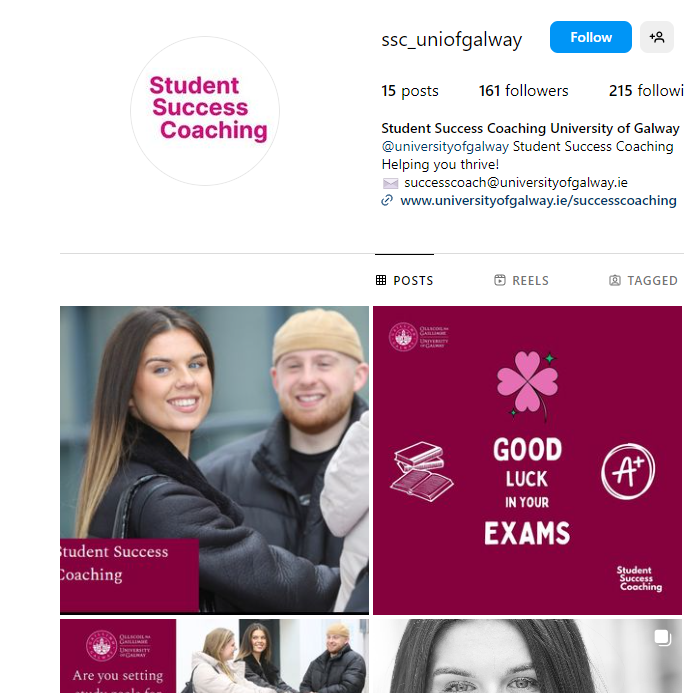 ssc_uniofgalway
Follow
15 posts 161 followers 215 followi
Student
Success
Coaching
Student Success Coaching University of Galway
@universityofgalway Student Success Coaching
Helping you thrive!
successcoach@universityofgalway.ie
www.universityofgalway.ie/successcoaching
POSTS REELS TAGGED
Student Success
Coaching
OLLSCOIL NA
GAILLIMHE
UNIVERSITY
OF GALWAY
GOOD
LUCK
IN YOUR
EXAMS
A+
Student
Success
Coaching
OLLSCOIL NA
GAILLIMHE
UNIVERSITY
OF GALWAY
Are you setting
study goals for